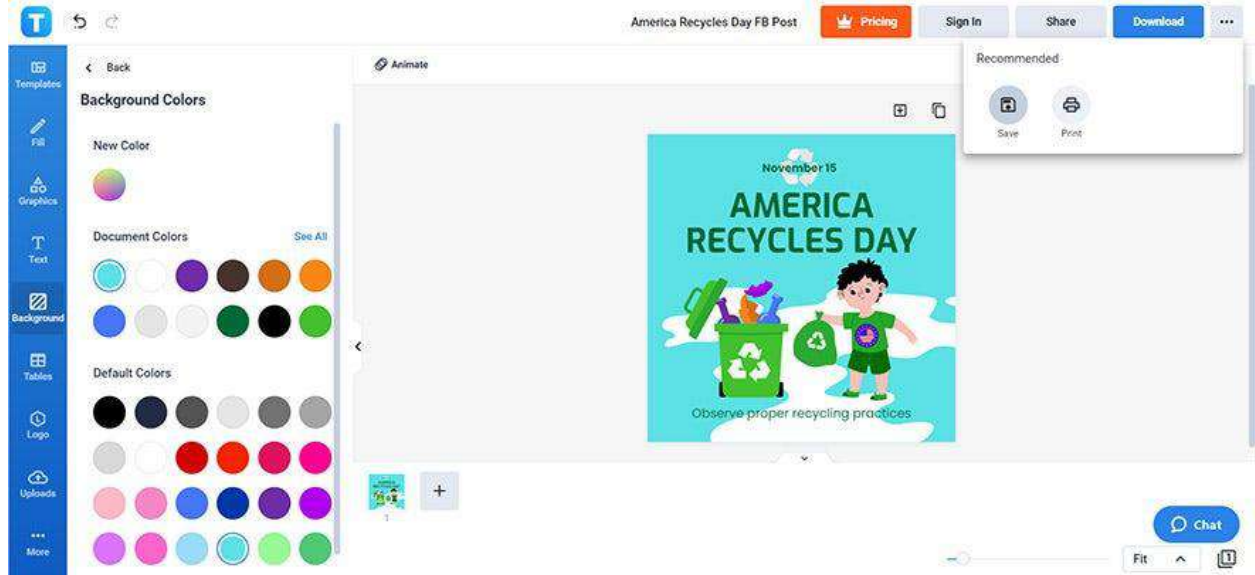 T
America Recycles Day FB Post
Pricing
Sign In
Share
Download
Templates
Fill
Graphics
T
Text
Background
Tables
L
Logo
Uploads
More
Back
Background Colors
New Color
Document Colors
See All
Default Colors
Animate
Recommended
Save
Print
November 15
AMERICA
RECYCLES DAY
Observe proper recycling practices
1
Chat
Fit
1